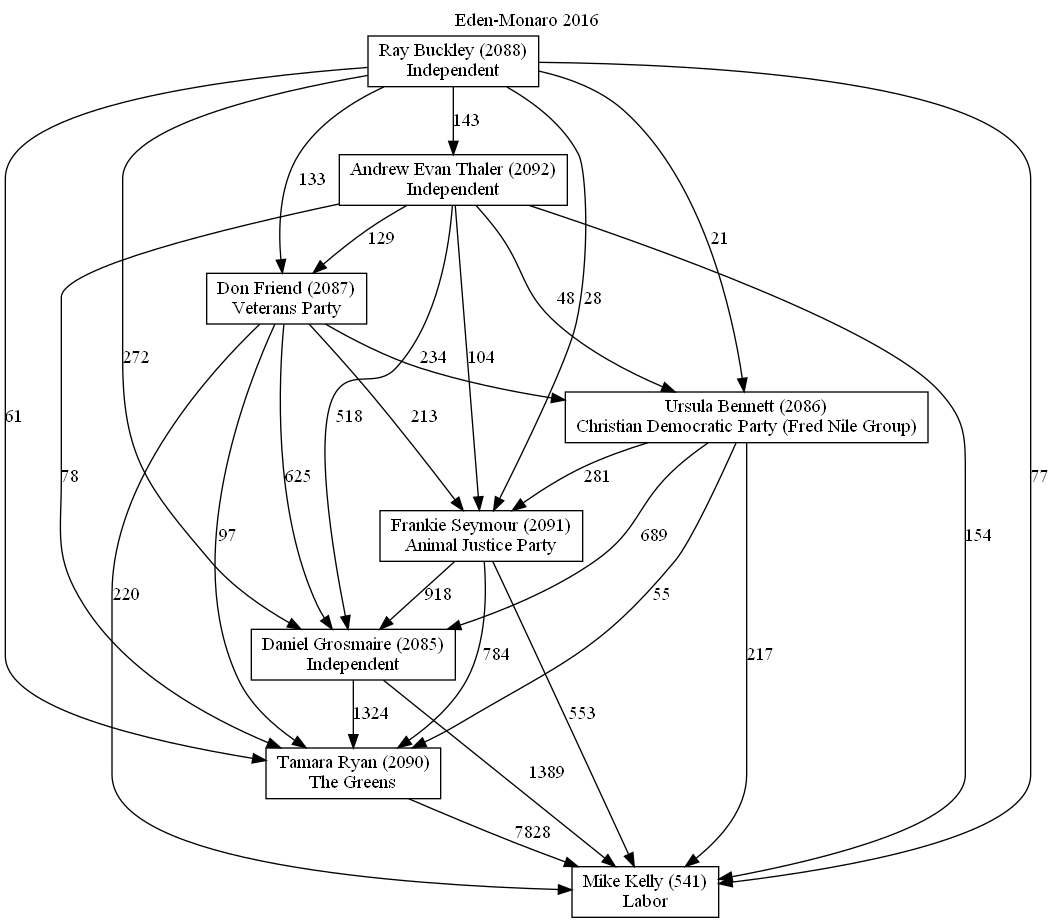 Eden-Monaro 2016
Ray Buckley (2088)
Independent
143
Andrew Evan Thaler (2092)
Independent
133
129
21
Don Friend (2087)
Veterans Party
48
28
272
234
104
Ursula Bennett (2086)
Christian Democratic Party (Fred Nile Group)
61
518
213
78
625
281
77
Frankie Seymour (2091)
Animal Justice Party
97
689
154
220
918
55
Daniel Grosmaire (2085)
Independent
784
217
1324
553
Tamara Ryan (2090)
The Greens
1389
7828
Mike Kelly (541)
Labor